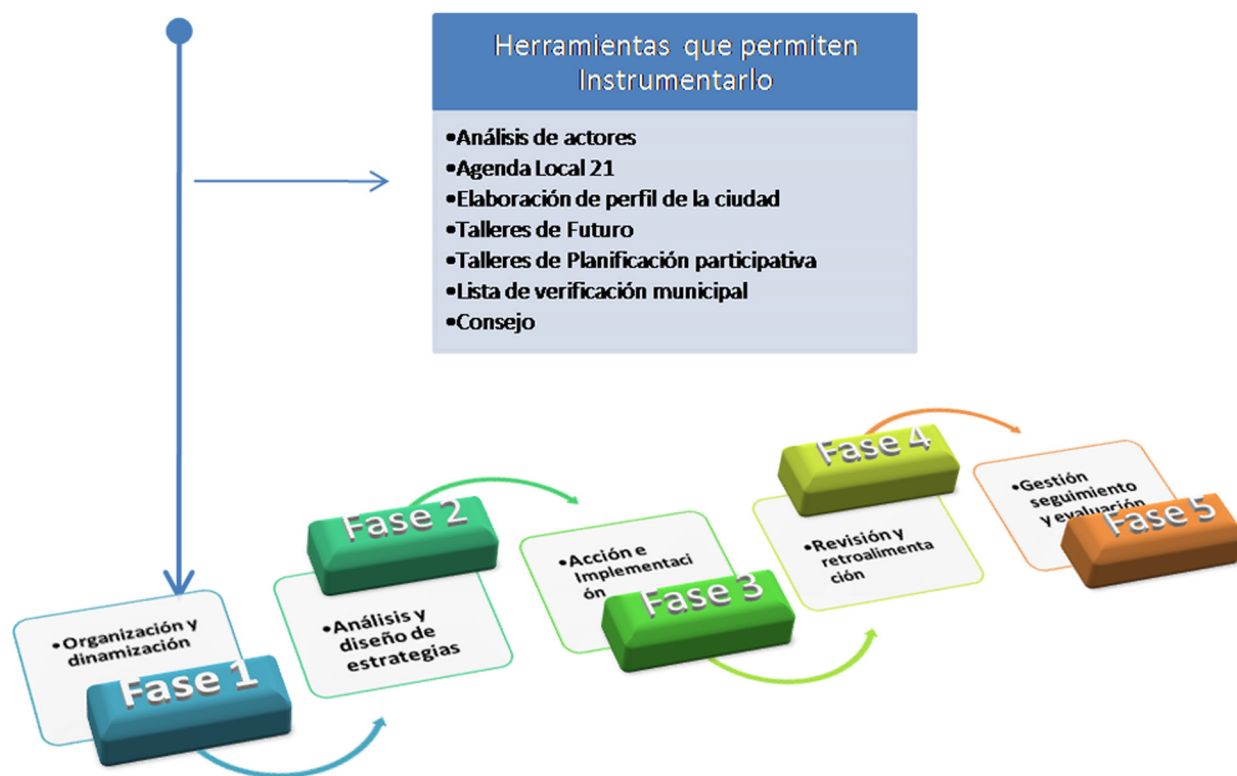 Herramientas que permiten
Instrumentarlo
•Análisis de actores
•Agenda Local 21
•Elaboración de perfil de la ciudad
•Talleres de Futuro
•Talleres de Planificación participativa
•Lista de verificación municipal
•Consejo
•Organización y
dinamización
Fase 1
Fase 2
•Análisis y
diseño de
estrategias
•Acción e
Implementaci
ón
Fase 3
Fase 4
•Revisión y
retroalimenta
ción
•Gestión
seguimiento
y evaluación
Fase 5